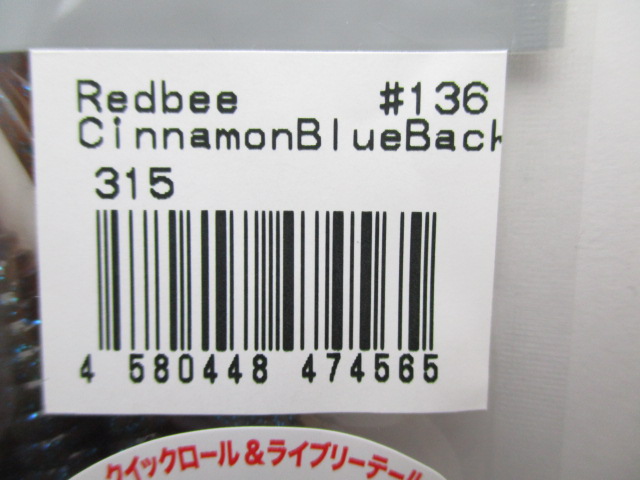 Redbee #136
CinnamonBlueBack
315
4 580448 474565
クイックロール&ライブリーテール